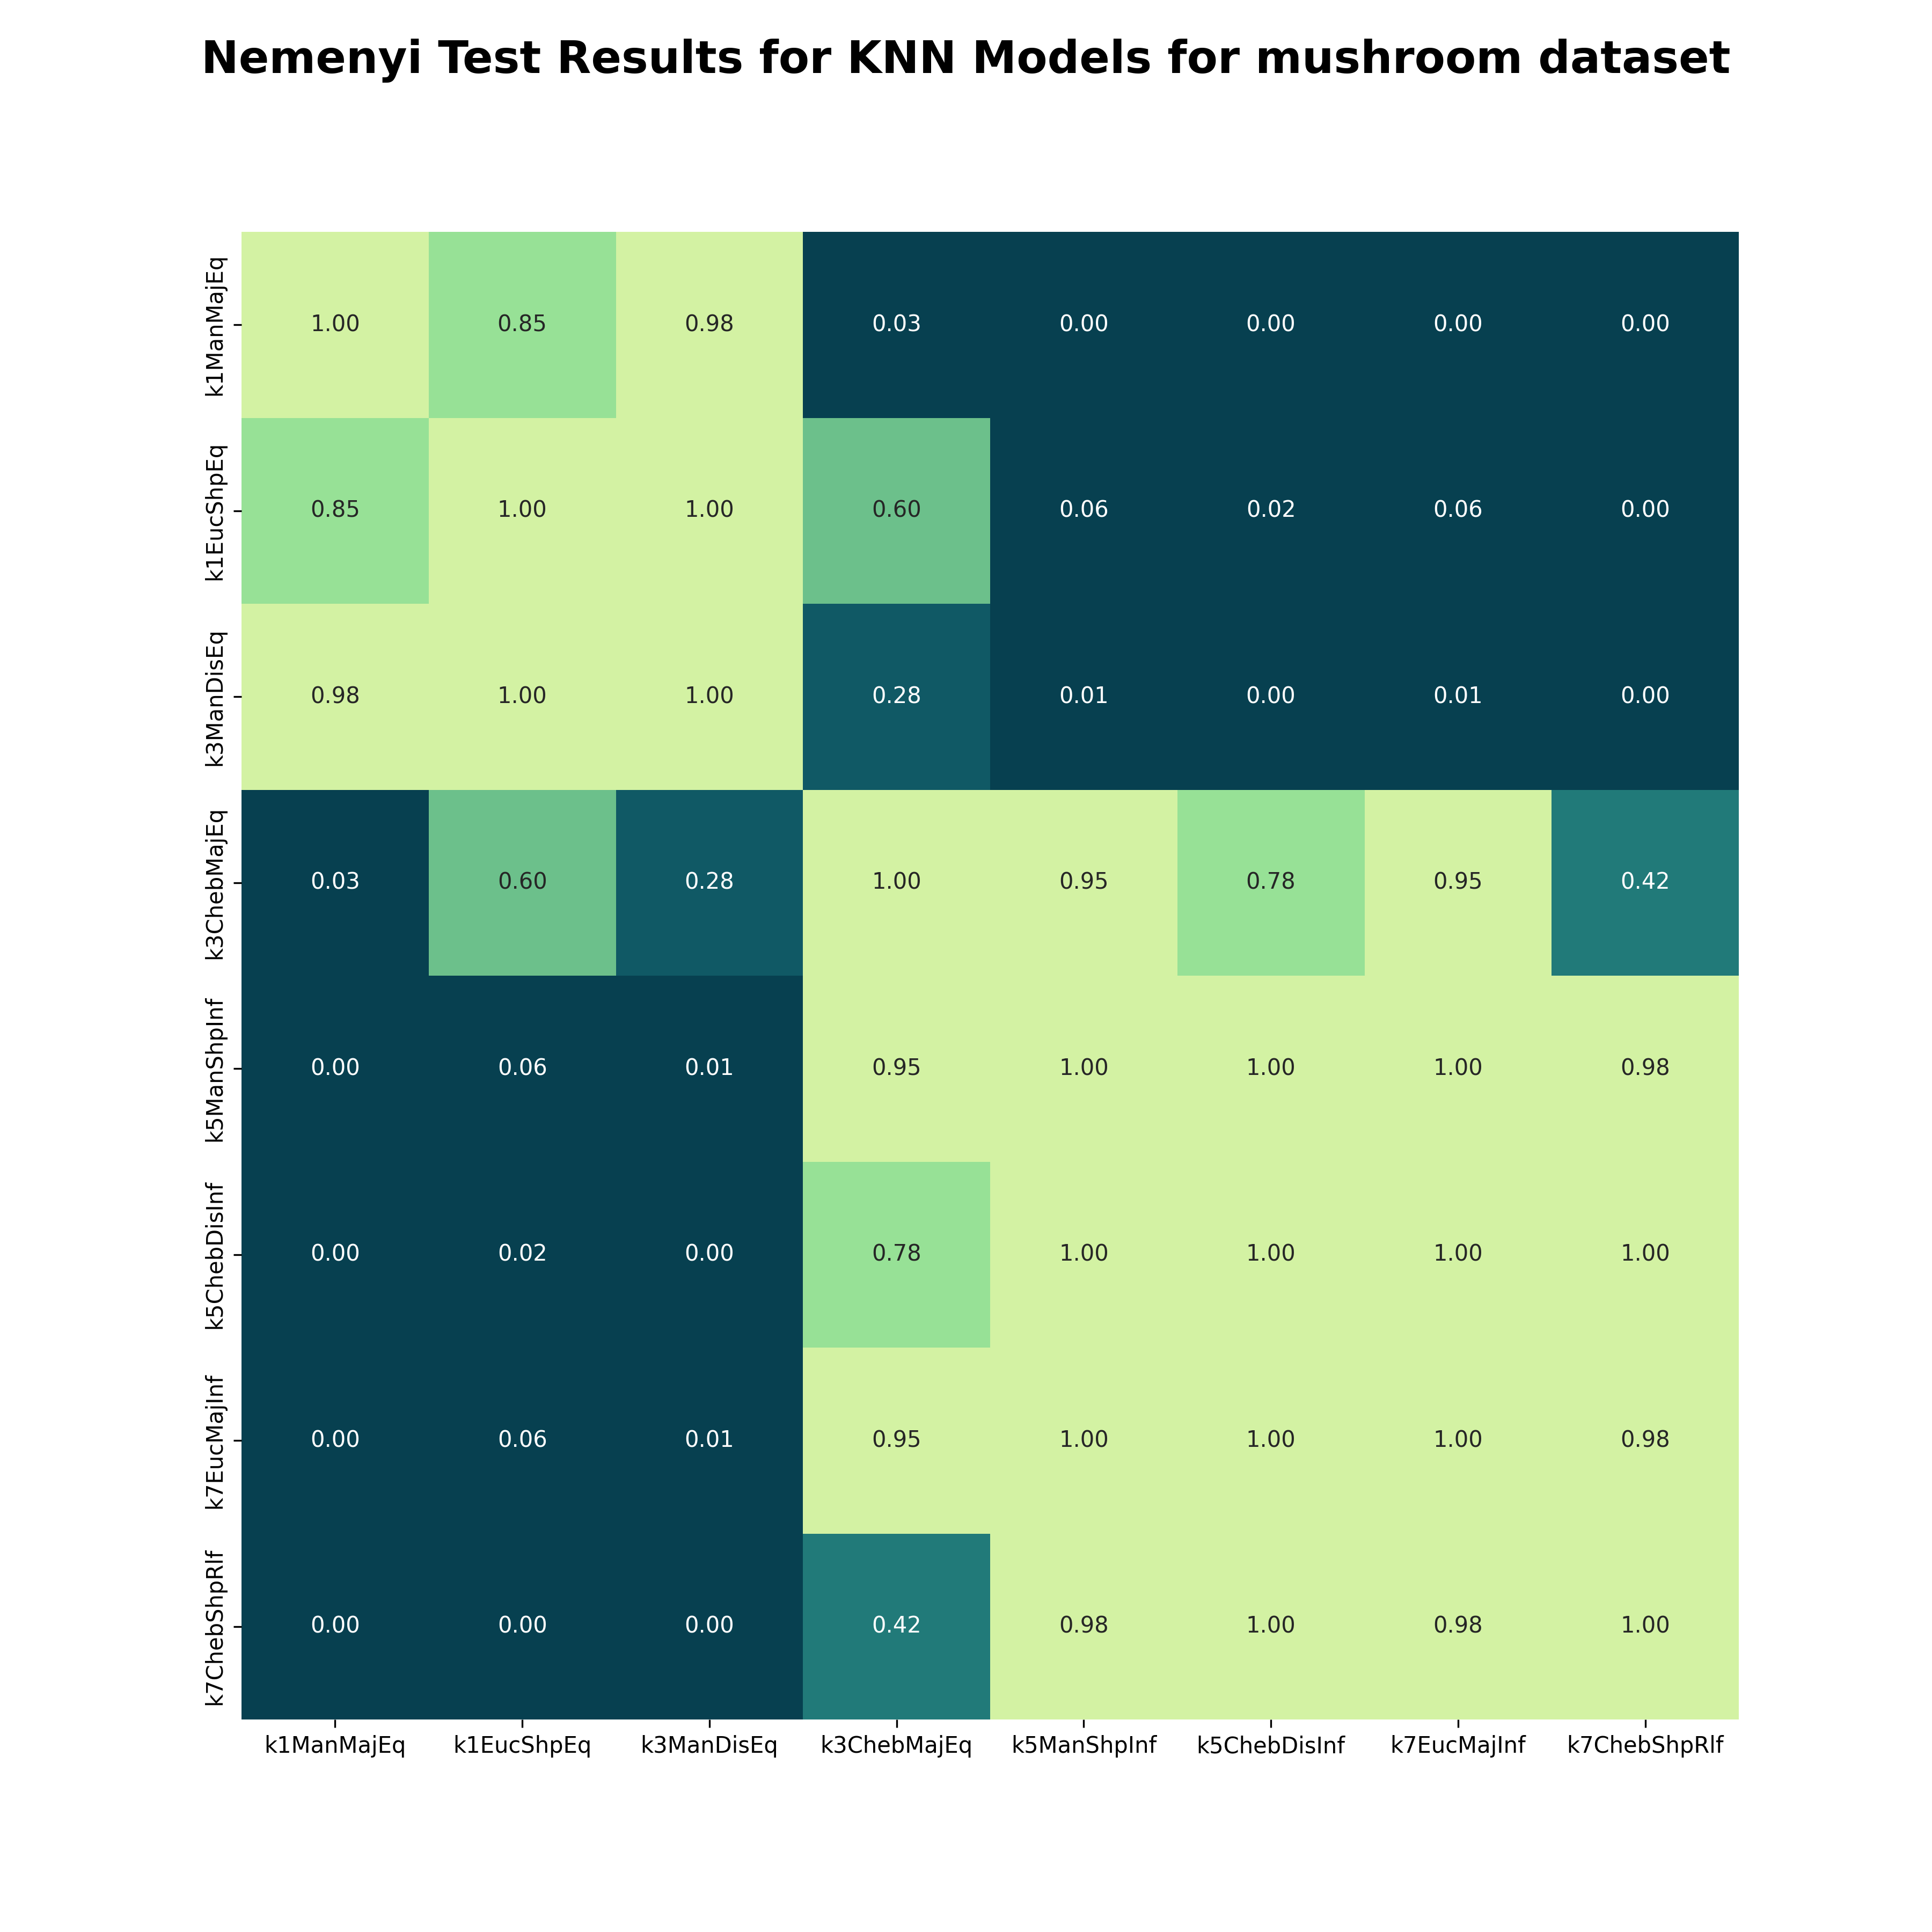 Nemenyi Test Results for KNN Models for mushroom dataset
k1ManMajEq 1.00 0.85 0.98 0.03 0.00 0.00 0.00 0.00
k1EucShpEq 0.85 1.00 1.00 0.60 0.06 0.02 0.06 0.00
k3ManDisEq 0.98 1.00 1.00 0.28 0.01 0.00 0.01 0.00
k3ChebMajEq 0.03 0.60 0.28 1.00 0.95 0.78 0.95 0.42
k5ManShpInf 0.00 0.06 0.01 0.95 1.00 1.00 1.00 0.98
k5ChebDisInf 0.00 0.02 0.00 0.78 1.00 1.00 1.00 1.00
k7EucMajInf 0.00 0.06 0.01 0.95 1.00 1.00 1.00 0.98
k7ChebShpRlf 0.00 0.00 0.00 0.42 0.98 1.00 0.98 1.00
k1ManMajEq k1EucShpEq k3ManDisEq k3ChebMajEq k5ManShpInf k5ChebDisInf k7EucMajInf k7ChebShpRlf